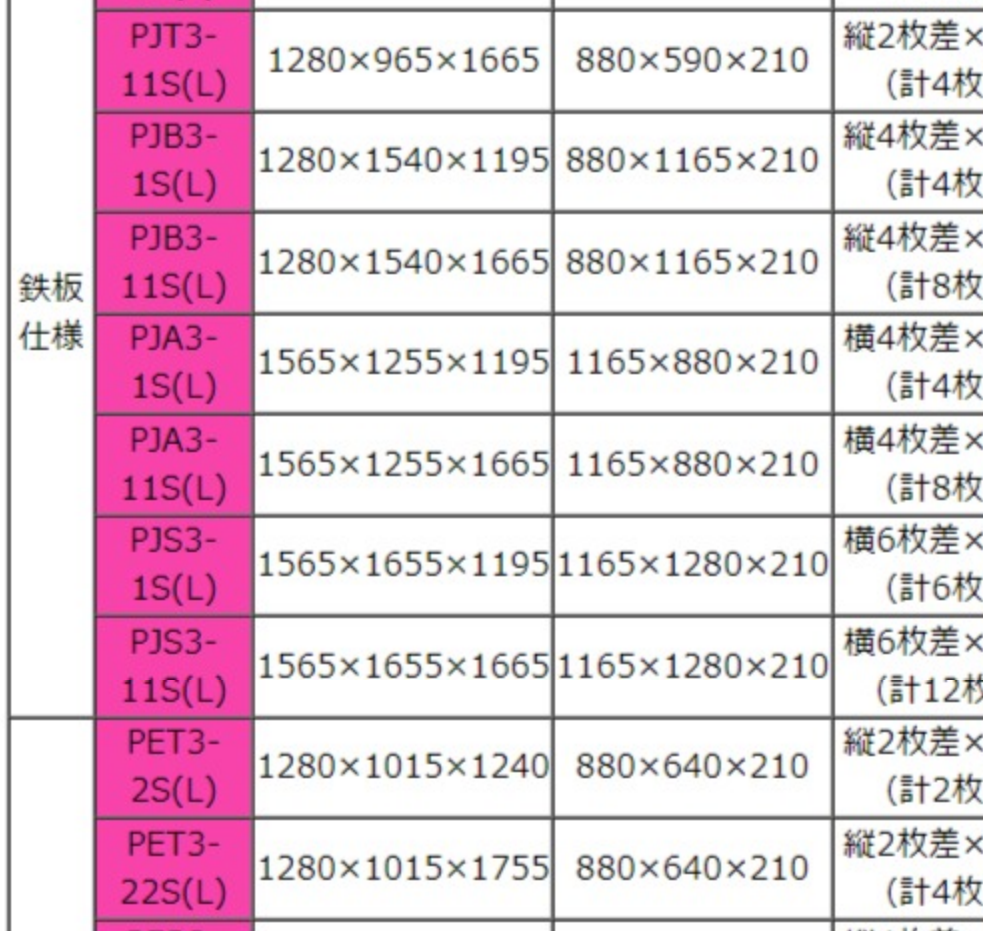 PJT3-
11S(L)
1280×965×1665
880×590×210
縦2枚差×
(計4枚
PJB3-
1S(L)
1280×1540×1195
880×1165×210
縦4枚差×
(計4枚
PJB3-
11S(L)
1280×1540×1665
880×1165×210
縦4枚差×
(計8枚
鉄板
仕様
PJA3-
1S(L)
1565×1255×1195
1165×880×210
横4枚差×
(計4枚
PJA3-
11S(L)
1565×1255×1665
1165×880×210
横4枚差×
(計8枚
PJS3-
1S(L)
1565×1655×1195
1165×1280×210
横6枚差×
(計6枚
PJS3-
11S(L)
1565×1655×1665
1165×1280×210
横6枚差×
(計12枚
PET3-
2S(L)
1280×1015×1240
880×640×210
縦2枚差×
(計2枚
PET3-
22S(L)
1280×1015×1755
880×640×210
縦2枚差×
(計4枚